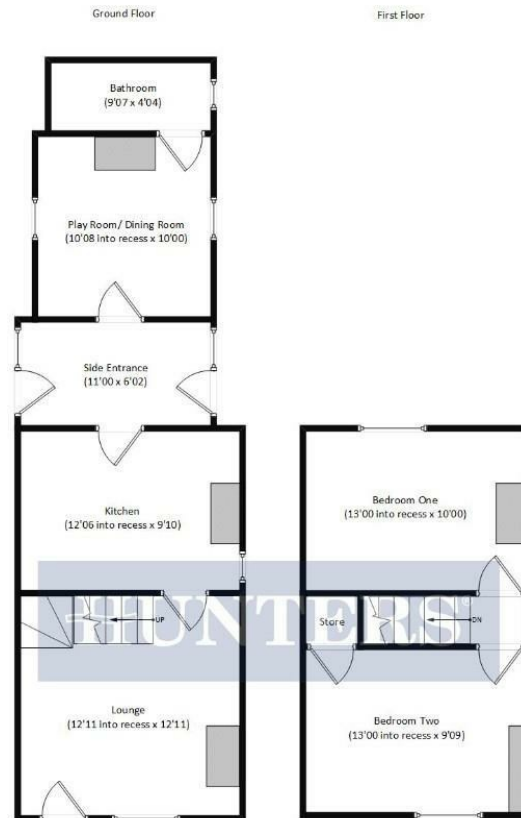 Ground Floor
First Floor
Bathroom
(9'07 x 4'04)
Play Room/ Dining Room
(10'08 into recess x 10'00)
Side Entrance
(11'00 x 6'02)
Kitchen
(12'06 into recess x 9'10)
Bedroom One
(13'00 into recess x 10'00)
HUNTERS®
UP
Store
DN
Lounge
(12'11 into recess x 12'11)
Bedroom Two
(13'00 into recess x 9'09)